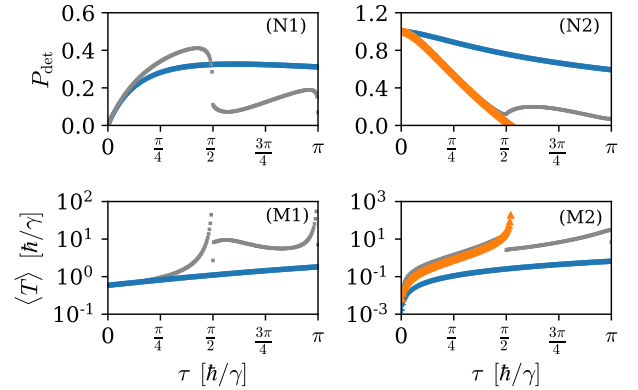 0.6
0.4
0.2
0.0
P_det
(N1)
0 π/4 π/2 3π/4 π
1.2
0.8
0.4
0.0
(N2)
0 π/4 π/2 3π/4 π
10^2
10^1
10^0
10^-1
⟨T⟩ [ħ/γ]
(M1)
0 π/4 π/2 3π/4 π
τ [ħ/γ]
10^3
10^1
10^-1
10^-3
(M2)
0 π/4 π/2 3π/4 π
τ [ħ/γ]